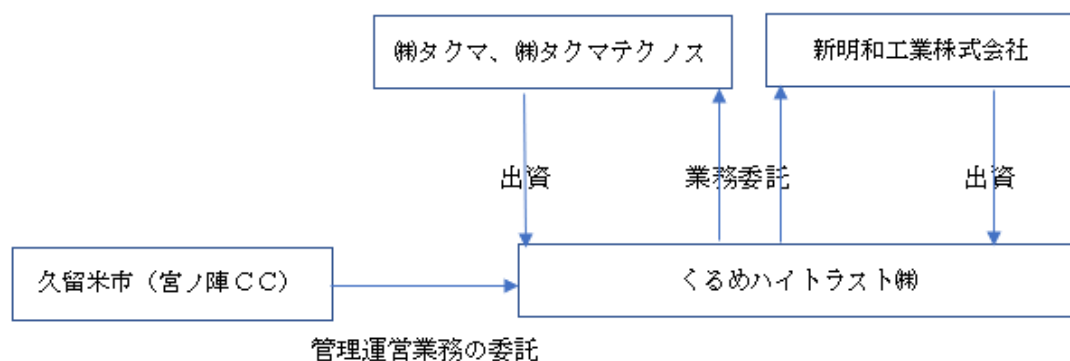 ㈱タクマ、㈱タクマテクノス
新明和工業株式会社
出資
業務委託
出資
久留米市（宮ノ陣ＣＣ）
くるめハイトラスト㈱
管理運営業務の委託